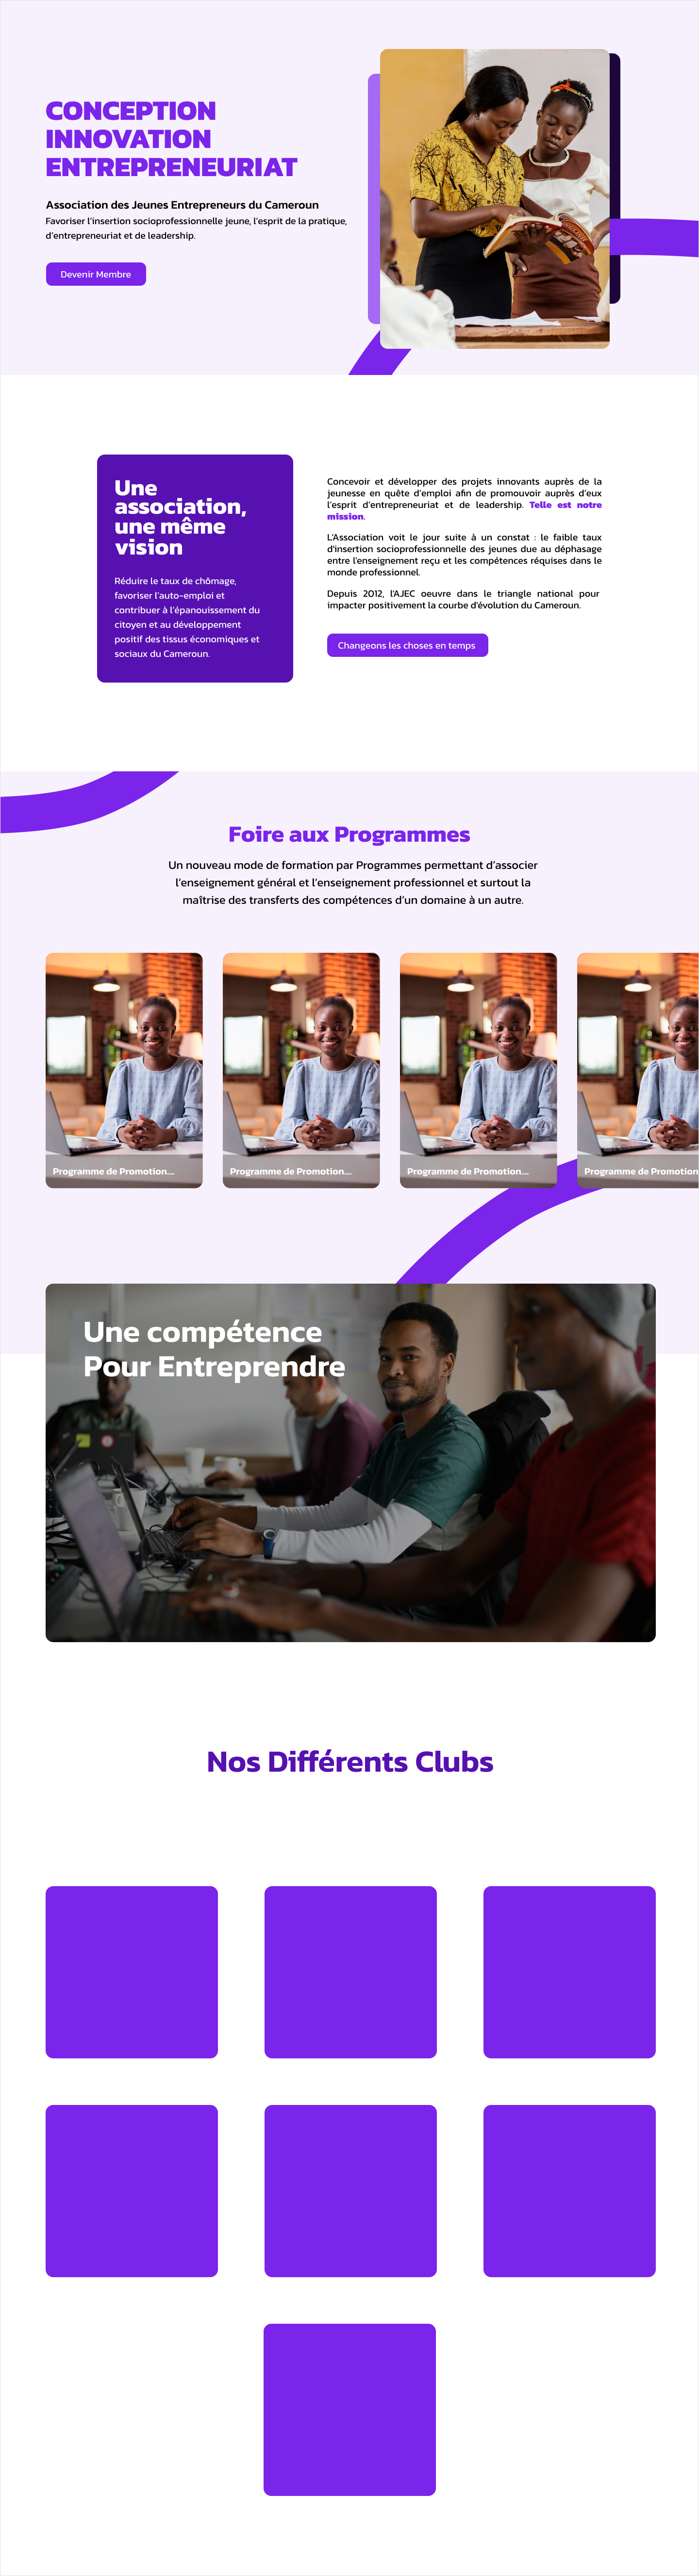 CONCEPTION
INNOVATION
ENTREPRENEURIAT
Association des Jeunes Entrepreneurs du Cameroun
Favoriser l'insertion socioprofessionnelle jeune, l'esprit de la pratique,
d'entrepreneuriat et de leadership.
Devenir Membre
Une
association,
une même
vision
Réduire le taux de chômage,
favoriser l'auto-emploi et
contribuer à l'épanouissement du
citoyen et au développement
positif des tissus économiques et
sociaux du Cameroun.
Concevoir et développer des projets innovants auprès de la
jeunesse en quête d'emploi afin de promouvoir auprès d'eux
l'esprit d'entrepreneuriat et de leadership. Telle est notre
mission.
L'Association voit le jour suite à un constat : le faible taux
d'insertion socioprofessionnelle des jeunes due au déphasage
entre l'enseignement reçu et les compétences réquises dans le
monde professionnel.
Depuis 2012, l'AJEC oeuvre dans le triangle national pour
impacter positivement la courbe d'évolution du Cameroun.
Changeons les choses en temps
Foire aux Programmes
Un nouveau mode de formation par Programmes permettant d'associer
l'enseignement général et l'enseignement professionnel et surtout la
maîtrise des transferts des compétences d'un domaine à un autre.
Programme de Promotion...
Programme de Promotion...
Programme de Promotion...
Programme de Promotion
Une compétence
Pour Entreprendre
Nos Différents Clubs